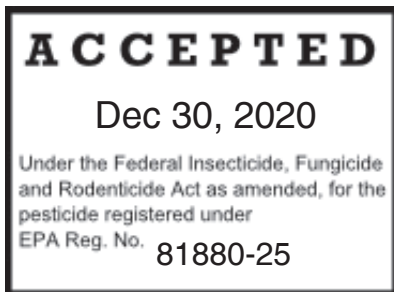 ACCEPTED
Dec 30, 2020
Under the Federal Insecticide, Fungicide
and Rodenticide Act as amended, for the
pesticide registered under
EPA Reg. No. 81880-25